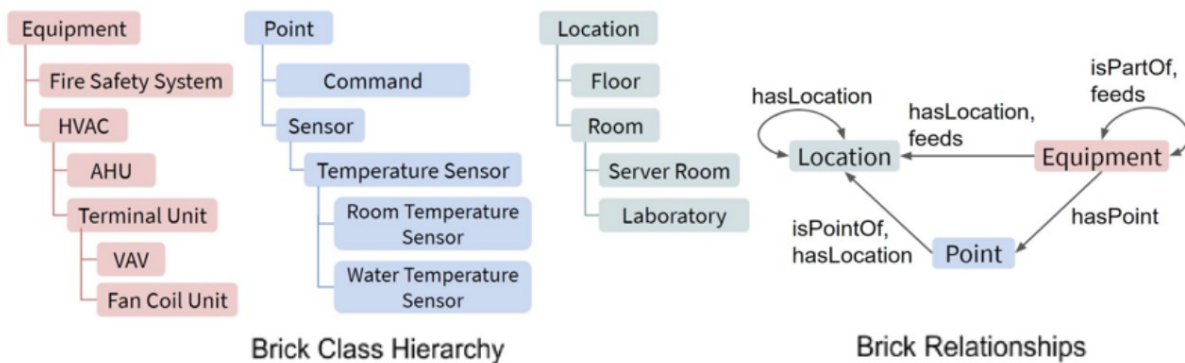 Equipment
Fire Safety System
HVAC
AHU
Terminal Unit
VAV
Fan Coil Unit
Point
Command
Sensor
Temperature Sensor
Room Temperature
Sensor
Water Temperature
Sensor
Location
Floor
Room
Server Room
Laboratory
Brick Class Hierarchy
hasLocation
isPartOf,
feeds
hasLocation,
feeds
Location
Equipment
isPointOf,
hasLocation
hasPoint
Point
Brick Relationships